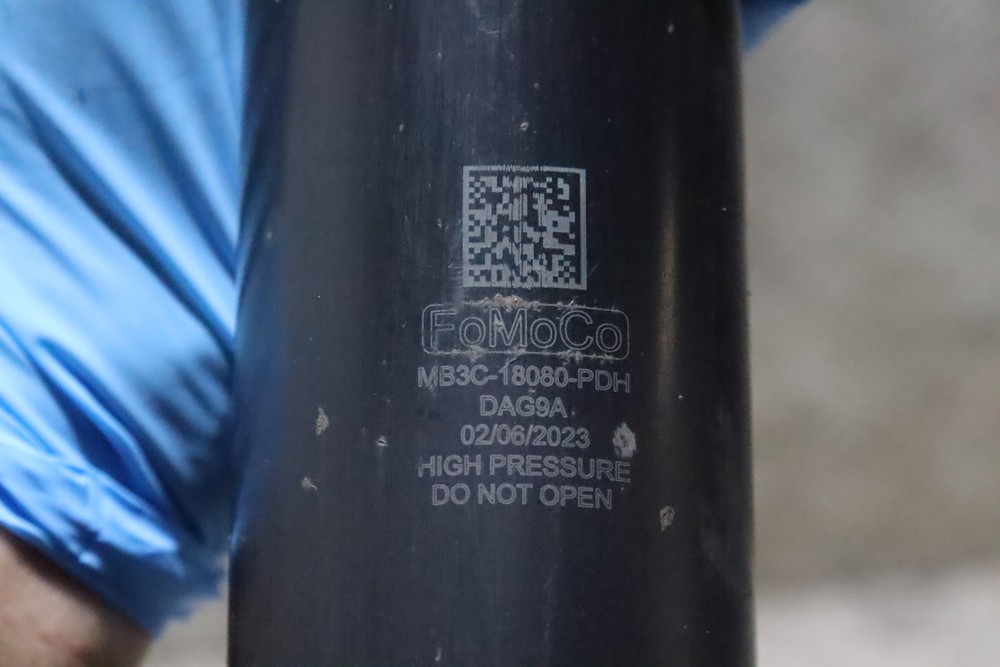 FoMoCo
MB3C-18080-PDH
DAG9A
02/06/2023
HIGH PRESSURE
DO NOT OPEN